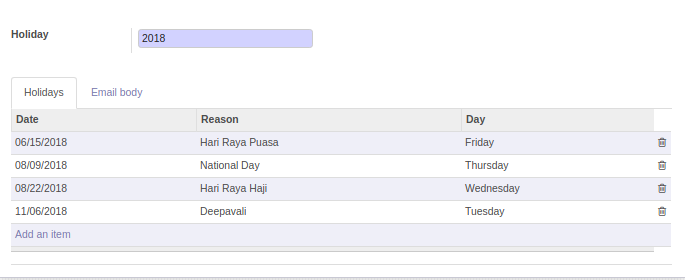 Holiday 2018
Holidays Email body
Date Reason Day
06/15/2018 Hari Raya Puasa Friday
08/09/2018 National Day Thursday
08/22/2018 Hari Raya Haji Wednesday
11/06/2018 Deepavali Tuesday
Add an item